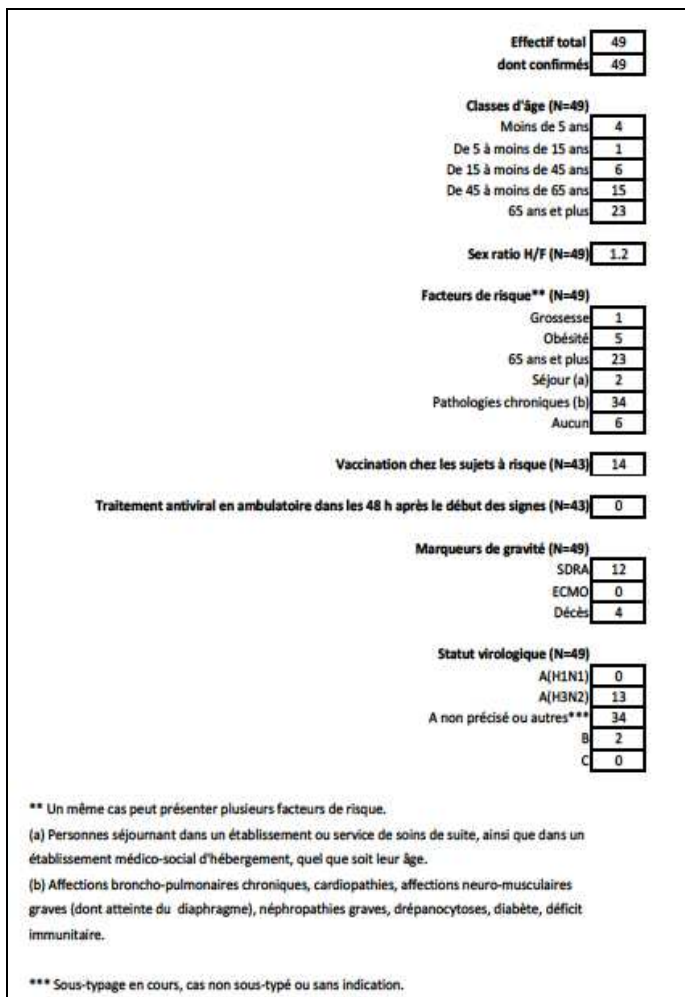 Effectif total 49
dont confirmés 49
Classes d'âge (N=49)
Moins de 5 ans 4
De 5 à moins de 15 ans 1
De 15 à moins de 45 ans 6
De 45 à moins de 65 ans 15
65 ans et plus 23
Sex ratio H/F (N=49) 1.2
Facteurs de risque** (N=49)
Grossesse 1
Obésité 5
65 ans et plus 23
Séjour (a) 2
Pathologies chroniques (b) 34
Aucun 6
Vaccination chez les sujets à risque (N=43) 14
Traitement antiviral en ambulatoire dans les 48 h après le début des signes (N=43) 0
Marqueurs de gravité (N=49)
SDRA 12
ECMO 0
Décès 4
Statut virologique (N=49)
A(H1N1) 0
A(H3N2) 13
A non précisé ou autres*** 34
B 2
C 0
** Un même cas peut présenter plusieurs facteurs de risque.
(a) Personnes séjournant dans un établissement ou service de soins de suite, ainsi que dans un
établissement médico-social d'hébergement, quel que soit leur âge.
(b) Affections broncho-pulmonaires chroniques, cardiopathies, affections neuro-musculaires
graves (dont atteinte du diaphragme), néphropathies graves, drépanocytoses, diabète, déficit
immunitaire.
*** Sous-typage en cours, cas non sous-typé ou sans indication.